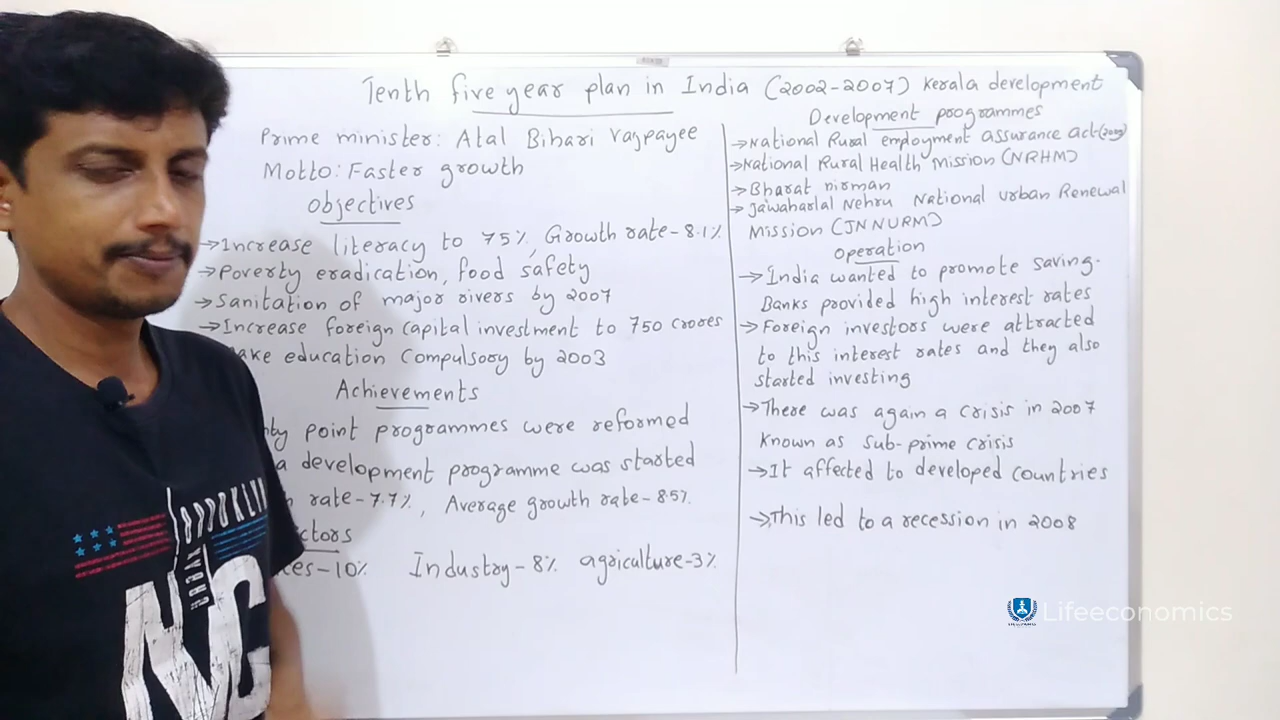 Tenth five year plan in India (2002-2007) Kerala development
Prime minister: Atal Bihari Vajpayee
Motto: Faster growth
Objectives
→Increase literacy to 75%, Growth rate-8.1%
→Poverty eradication, food safety
→Sanitation of major rivers by 2007
→Increase foreign capital investment to 750 crores
ake education compulsory by 2003
Achievements
nty point programmes were reformed
a development programme was started
h rate-7.7%, Average growth rate-8.5%
ctors
ces-10% Industry-8% agriculture-3%
Development programmes
→National Rural employment assurance act
→National Rural Health mission (NRHM)
→Bharat nirman
→Jawaharlal Nehru National urban Renewal
Mission (JNNURM)
Operation
→India wanted to promote saving.
Banks provided high interest rates
→Foreign investors were attracted
to this interest rates and they also
started investing
→There was again a crisis in 2007
known as sub-prime crisis
→It affected to developed countries
→This led to a recession in 2008
BROOKLYN
NYC
Lifeeconomics